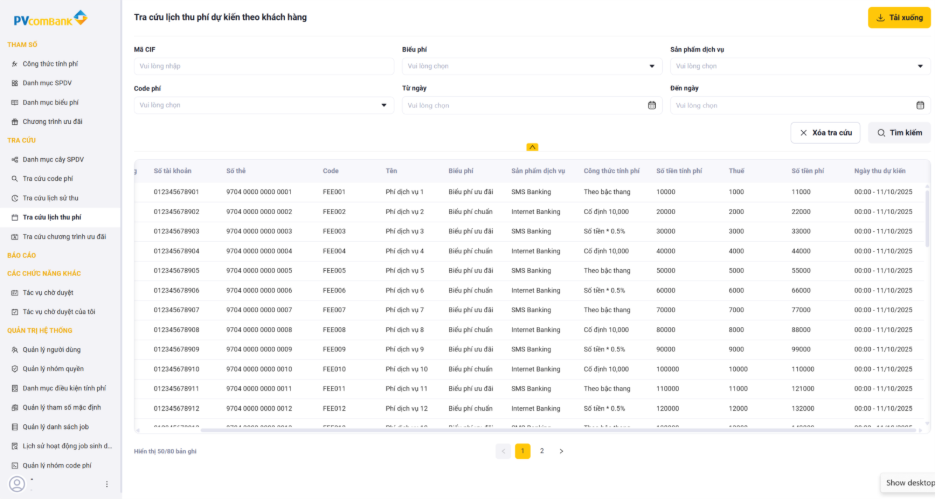 PVcomBank
THAM SỐ
Công thức tính phí
Danh mục SPDV
Danh mục biểu phí
Chương trình ưu đãi
TRA CỨU
Danh mục cây SPDV
Tra cứu code phí
Tra cứu lịch sử thu
Tra cứu lịch thu phí
Tra cứu chương trình ưu đãi
BÁO CÁO
CÁC CHỨC NĂNG KHÁC
Tác vụ chờ duyệt
Tác vụ chờ duyệt của tôi
QUẢN TRỊ HỆ THỐNG
Quản lý người dùng
Quản lý nhóm quyền
Danh mục điều kiện tính phí
Quản lý tham số mặc định
Quản lý danh sách job
Lịch sử hoạt động job sinh d...
Quản lý nhóm code phí
Tra cứu lịch thu phí dự kiến theo khách hàng
Tải xuống
Mã CIF
Vui lòng nhập
Biểu phí
Vui lòng chọn
Sản phẩm dịch vụ
Vui lòng chọn
Code phí
Vui lòng chọn
Từ ngày
Vui lòng chọn
Đến ngày
Vui lòng chọn
Xóa tra cứu
Tìm kiếm
Số tài khoản Số thẻ Code Tên Biểu phí Sản phẩm dịch vụ Công thức tính phí Số tiền tính phí Thuế Số tiền phí Ngày thu dự kiến
012345678901 9704 0000 0000 0001 FEE001 Phí dịch vụ 1 Biểu phí ưu đãi SMS Banking Theo bậc thang 10000 1000 11000 00:00 - 11/10/2025
012345678902 9704 0000 0000 0002 FEE002 Phí dịch vụ 2 Biểu phí chuẩn Internet Banking Cố định 10,000 20000 2000 22000 00:00 - 11/10/2025
012345678903 9704 0000 0000 0003 FEE003 Phí dịch vụ 3 Biểu phí ưu đãi SMS Banking Số tiền * 0.5% 30000 3000 33000 00:00 - 11/10/2025
012345678904 9704 0000 0000 0004 FEE004 Phí dịch vụ 4 Biểu phí chuẩn Internet Banking Cố định 10,000 40000 4000 44000 00:00 - 11/10/2025
012345678905 9704 0000 0000 0005 FEE005 Phí dịch vụ 5 Biểu phí ưu đãi SMS Banking Theo bậc thang 50000 5000 55000 00:00 - 11/10/2025
012345678906 9704 0000 0000 0006 FEE006 Phí dịch vụ 6 Biểu phí chuẩn Internet Banking Số tiền * 0.5% 60000 6000 66000 00:00 - 11/10/2025
012345678907 9704 0000 0000 0007 FEE007 Phí dịch vụ 7 Biểu phí ưu đãi SMS Banking Theo bậc thang 70000 7000 77000 00:00 - 11/10/2025
012345678908 9704 0000 0000 0008 FEE008 Phí dịch vụ 8 Biểu phí chuẩn Internet Banking Cố định 10,000 80000 8000 88000 00:00 - 11/10/2025
012345678909 9704 0000 0000 0009 FEE009 Phí dịch vụ 9 Biểu phí ưu đãi SMS Banking Số tiền * 0.5% 90000 9000 99000 00:00 - 11/10/2025
012345678910 9704 0000 0000 0010 FEE010 Phí dịch vụ 10 Biểu phí chuẩn Internet Banking Cố định 10,000 100000 10000 110000 00:00 - 11/10/2025
012345678911 9704 0000 0000 0011 FEE011 Phí dịch vụ 11 Biểu phí ưu đãi SMS Banking Theo bậc thang 110000 11000 121000 00:00 - 11/10/2025
012345678912 9704 0000 0000 0012 FEE012 Phí dịch vụ 12 Biểu phí chuẩn Internet Banking Số tiền * 0.5% 120000 12000 132000 00:00 - 11/10/2025
Hiển thị 50/80 bản ghi
1 2
Show desktop